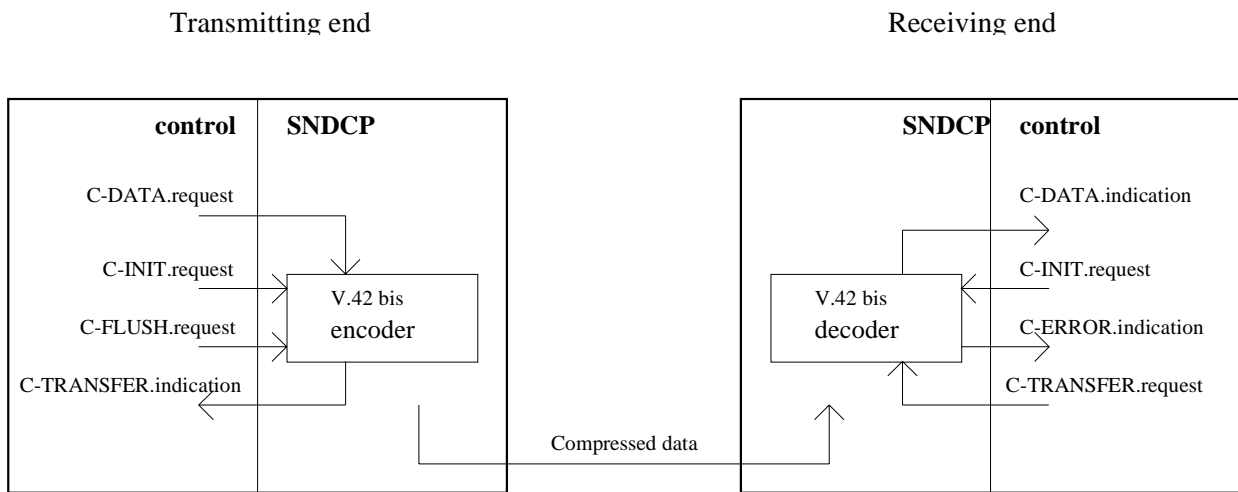 Transmitting end
Receiving end
control
SNDCP
SNDCP
control
C-DATA.request
C-INIT.request
C-FLUSH.request
C-TRANSFER.indication
V.42 bis
encoder
Compressed data
V.42 bis
decoder
C-DATA.indication
C-INIT.request
C-ERROR.indication
C-TRANSFER.request